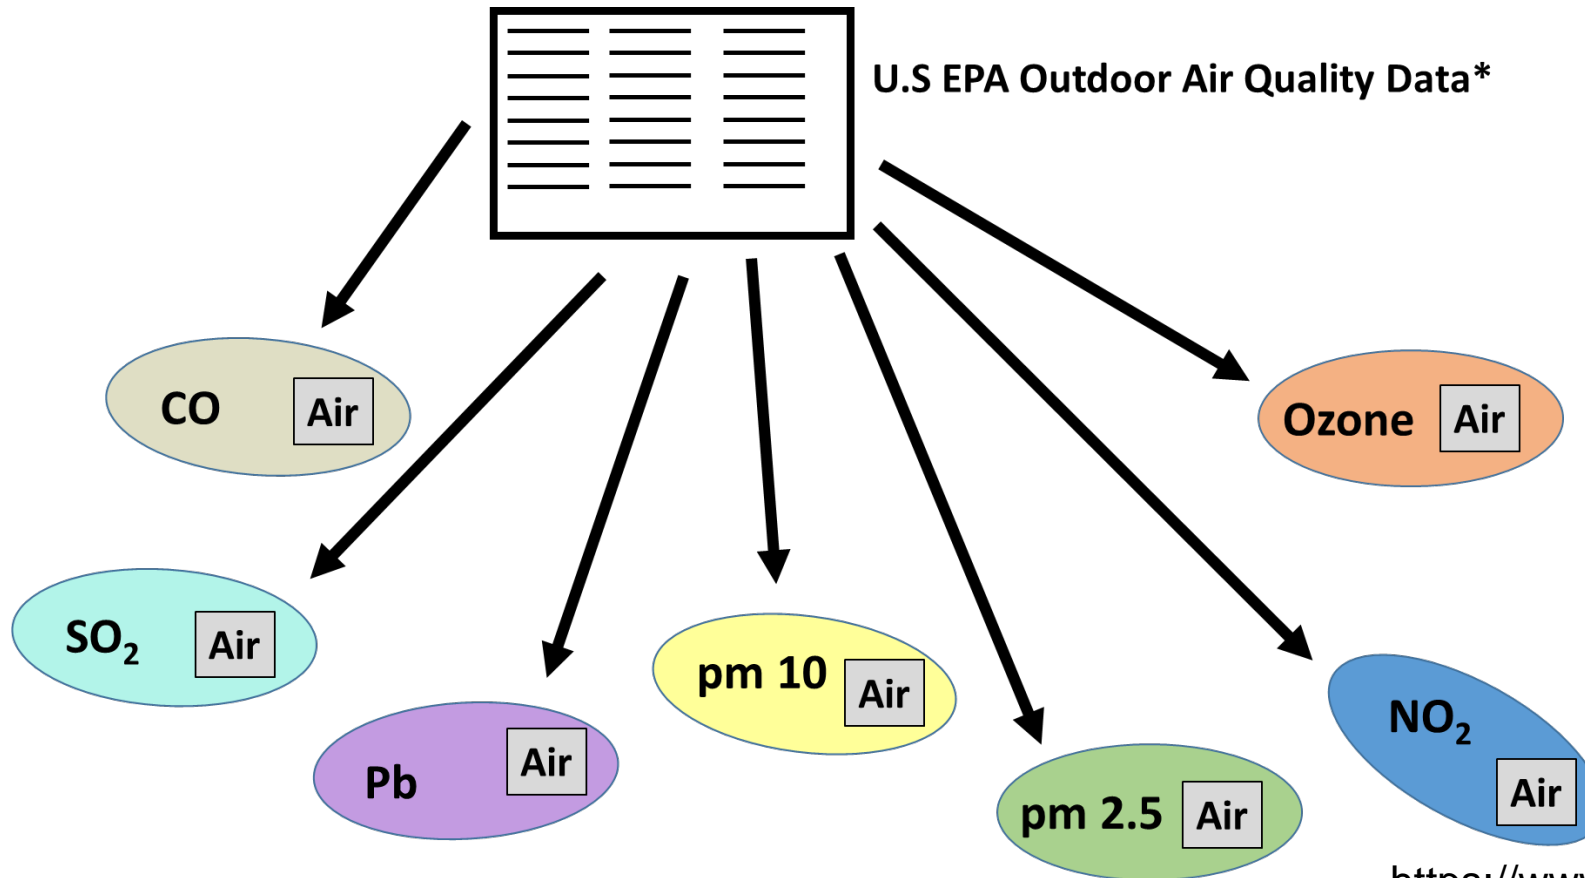 U.S EPA Outdoor Air Quality Data*
CO Air
Ozone Air
SO₂ Air
pm 10 Air
Pb Air
NO₂ Air
pm 2.5 Air